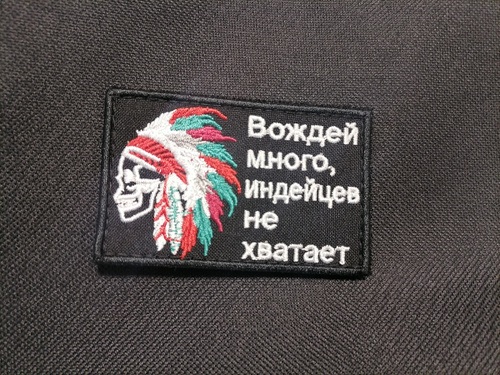 Вождей
много,
индейцев
не
хватает